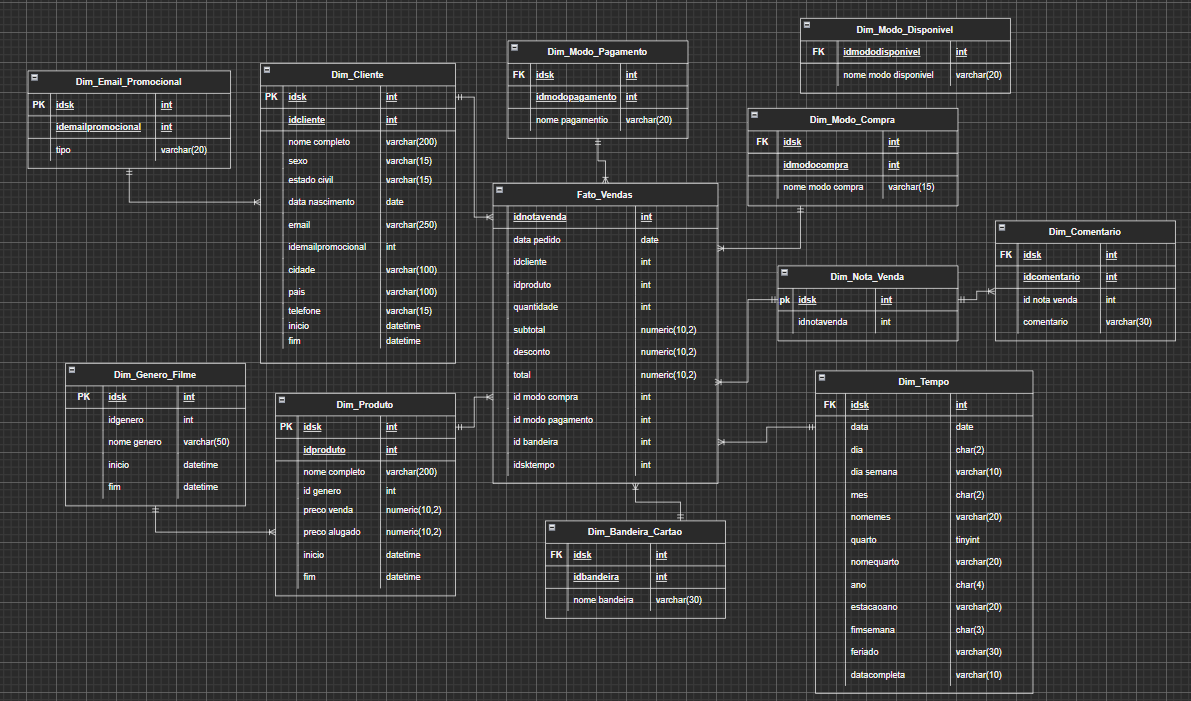 Dim_Email_Promocional
PK idsk int
idemailpromocional int
tipo varchar(20)
Dim_Cliente
PK idsk int
idcliente int
nome completo varchar(200)
sexo varchar(15)
estado civil varchar(15)
data nascimento date
email varchar(250)
idemailpromocional int
cidade varchar(100)
pais varchar(100)
telefone varchar(15)
inicio datetime
fim datetime
Dim_Modo_Pagamento
FK idsk int
idmodopagamento int
nome pagamentio varchar(20)
Dim_Modo_Disponivel
FK idmododisponivel int
nome modo disponivel varchar(20)
Dim_Modo_Compra
FK idsk int
idmodocompra int
nome modo compra varchar(15)
Fato_Vendas
idnotavenda int
data pedido date
idcliente int
idproduto int
quantidade int
subtotal numeric(10,2)
desconto numeric(10,2)
total numeric(10,2)
id modo compra int
id modo pagamento int
id bandeira int
idsktempo int
Dim_Nota_Venda
pk idsk int
idnotavenda int
Dim_Comentario
FK idsk int
idcomentario int
id nota venda int
comentario varchar(30)
Dim_Genero_Filme
PK idsk int
idgenero int
nome genero varchar(50)
inicio datetime
fim datetime
Dim_Produto
PK idsk int
idproduto int
nome completo varchar(200)
id genero int
preco venda numeric(10,2)
preco alugado numeric(10,2)
inicio datetime
fim datetime
Dim_Bandeira_Cartao
FK idsk int
idbandeira int
nome bandeira varchar(30)
Dim_Tempo
FK idsk int
data date
dia char(2)
dia semana varchar(10)
mes char(2)
nomemes varchar(20)
quarto tinyint
nomequarto varchar(20)
ano char(4)
estacaoano varchar(20)
fimsemana char(3)
feriado varchar(30)
datacompleta varchar(10)